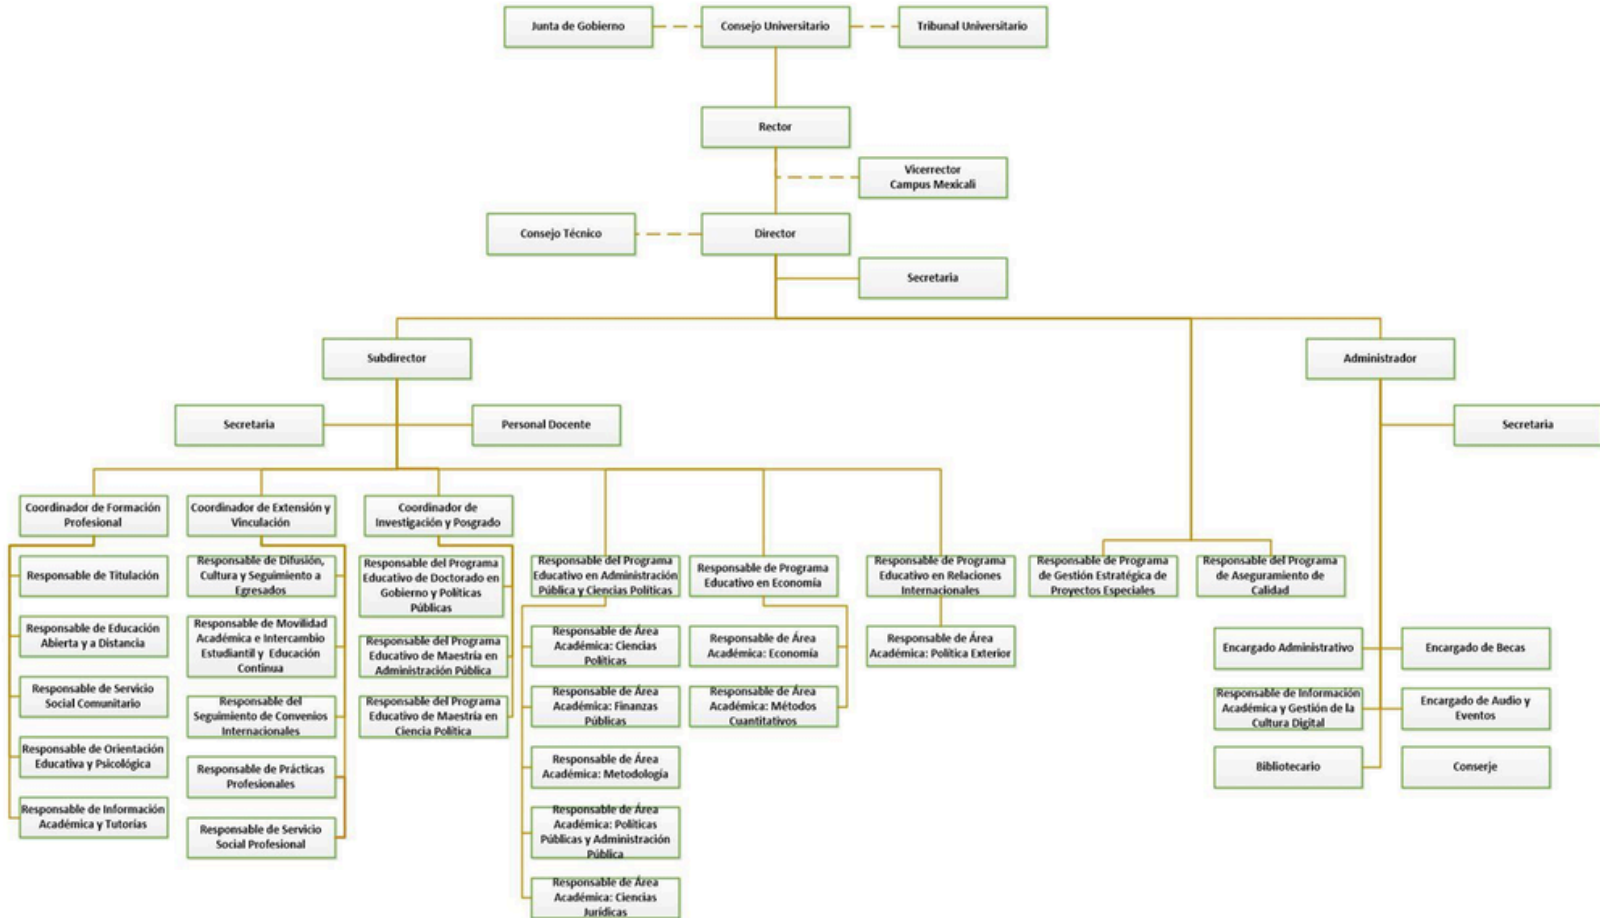 Junta de Gobierno
Consejo Universitario
Tribunal Universitario
Rector
Vicerrector
Campus Mexicali
Consejo Técnico
Director
Secretaria
Subdirector
Administrador
Secretaria
Personal Docente
Secretaria
Coordinador de Formación
Profesional
Coordinador de Extensión y
Vinculación
Coordinador de
Investigación y Posgrado
Responsable de Titulación
Responsable de Educación
Abierta y a Distancia
Responsable de Servicio
Social Comunitario
Responsable de Orientación
Educativa y Psicológica
Responsable de Información
Académica y Tutorías
Responsable de Difusión,
Cultura y Seguimiento a
Egresados
Responsable de Movilidad
Académica e Intercambio
Estudiantil y Educación
Continua
Responsable del
Seguimiento de Convenios
Internacionales
Responsable de Prácticas
Profesionales
Responsable de Servicio
Social Profesional
Responsable del Programa
Educativo de Doctorado en
Gobierno y Políticas
Públicas
Responsable del Programa
Educativo de Maestría en
Administración Pública
Responsable del Programa
Educativo de Maestría en
Ciencia Política
Responsable del Programa
Educativo en Administración
Pública y Ciencias Políticas
Responsable de Área
Académica: Ciencias
Políticas
Responsable de Área
Académica: Finanzas
Públicas
Responsable de Área
Académica: Metodología
Responsable de Área
Académica: Políticas
Públicas y Administración
Pública
Responsable de Área
Académica: Ciencias
Jurídicas
Responsable de Programa
Educativo en Economía
Responsable de Área
Académica: Economía
Responsable de Área
Académica: Métodos
Cuantitativos
Responsable de Programa
Educativo en Relaciones
Internacionales
Responsable de Área
Académica: Política Exterior
Responsable de Programa
de Gestión Estratégica de
Proyectos Especiales
Responsable del Programa
de Aseguramiento de
Calidad
Encargado Administrativo
Encargado de Becas
Responsable de Información
Académica y Gestión de la
Cultura Digital
Encargado de Audio y
Eventos
Bibliotecario
Conserje